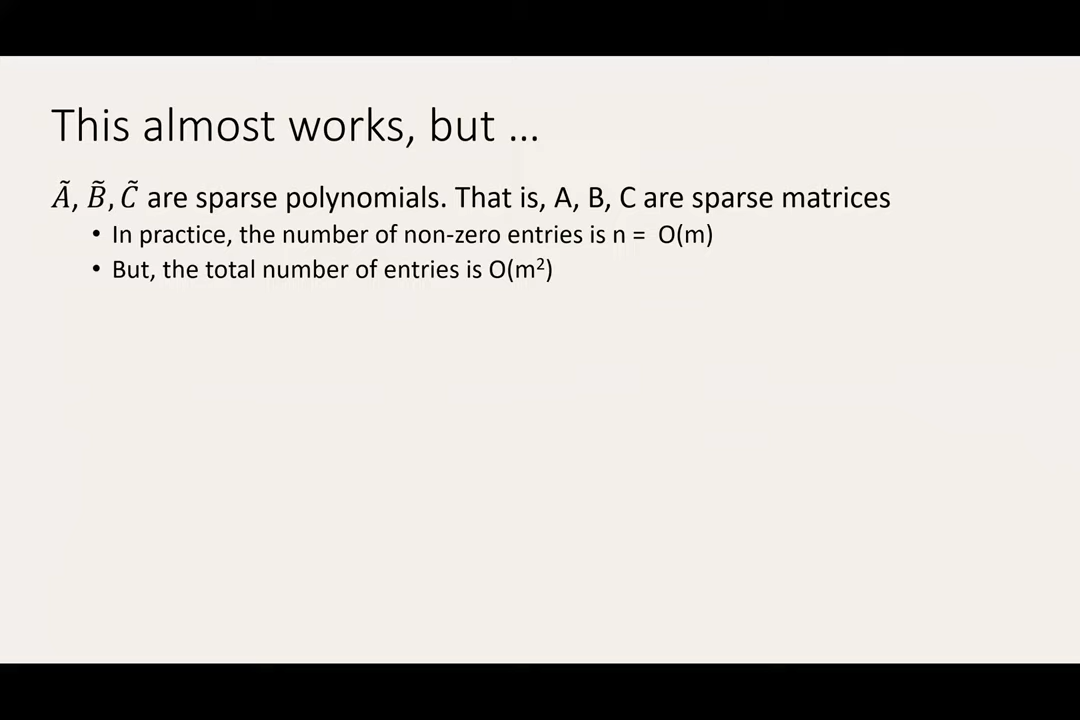 This almost works, but …
Ã, B̃, C̃ are sparse polynomials. That is, A, B, C are sparse matrices
• In practice, the number of non-zero entries is n = O(m)
• But, the total number of entries is O(m²)